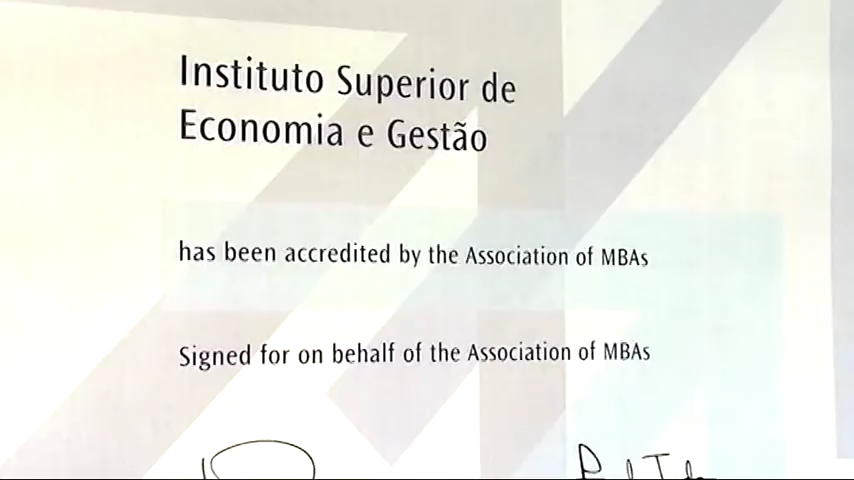 Instituto Superior de
Economia e Gestão
has been accredited by the Association of MBAs
Signed for on behalf of the Association of MBAs